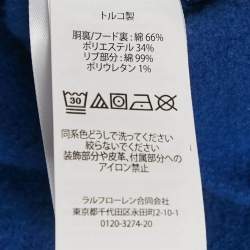 トルコ製
胴裏/フード裏：綿 66%
ポリエステル 34%
リブ部分：綿 99%
ポリウレタン 1%
30
同系色どうしで洗ってください
絞らないでください
装飾部分や皮革、付属部分への
アイロン禁止
ラルフローレン合同会社
東京都千代田区永田町2-10-1
0120-3274-20